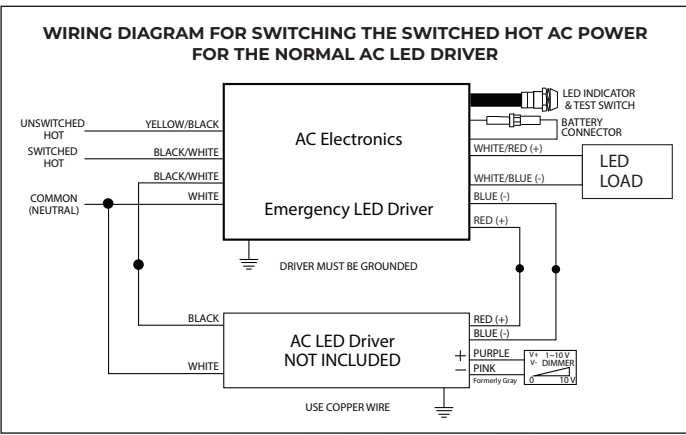 WIRING DIAGRAM FOR SWITCHING THE SWITCHED HOT AC POWER
FOR THE NORMAL AC LED DRIVER
LED INDICATOR
& TEST SWITCH
UNSWITCHED
HOT
YELLOW/BLACK
BATTERY
CONNECTOR
AC Electronics
SWITCHED
HOT
BLACK/WHITE
WHITE/RED (+)
LED
LOAD
BLACK/WHITE
WHITE/BLUE (-)
COMMON
(NEUTRAL)
WHITE
BLUE (-)
Emergency LED Driver
RED (+)
DRIVER MUST BE GROUNDED
BLACK
RED (+)
BLUE (-)
AC LED Driver
NOT INCLUDED
+ PURPLE
V+ 1~10 V
V- DIMMER
WHITE
− PINK
Formerly Gray
0 10 V
USE COPPER WIRE